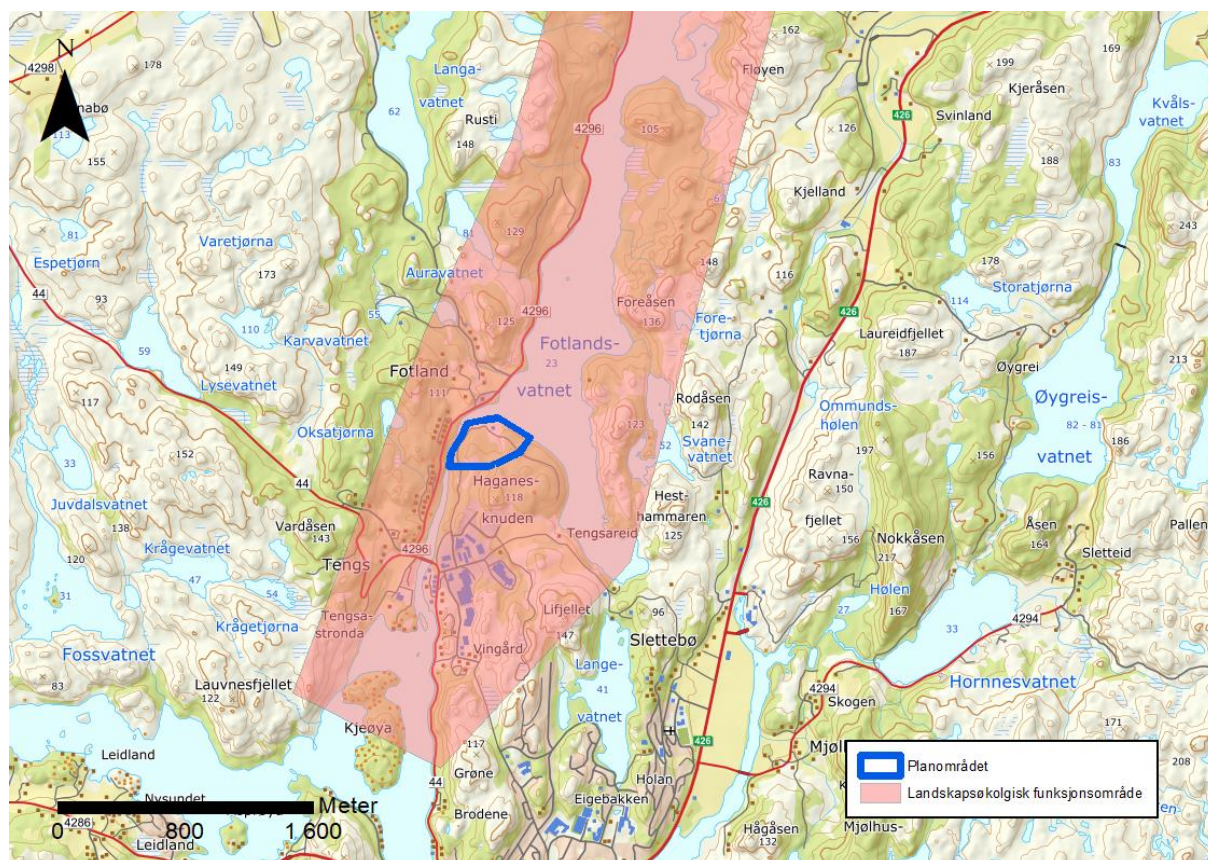 N
4298
178
nabø
113
155
Langa-
vatnet
62
Rusti
148
4296
105
162
Fløyen
126
426
199
Kjeråsen
Svinland
188
169
Kvåls-
vatnet
83
243
Kjelland
81
Espetjørn
93
Varetjørna
173
81
129
Auravatnet
55
125
4296
148
116
178
Storatjørna
114
44
110
Karvavatnet
59
149
Lysevatnet
Foreåsen
136
Fore-
tjørna
426
Laureidfjellet
187
Øygrei
213
Fotlands-
23
vatnet
Fotland
111
117
Oksatjørna
Rodåsen
142
Svane-
vatnet
52
123
Ommunds-
hølen
197
156
Øygreis-
82 - 81
vatnet
186
33
152
44
Juvdalsvatnet
138
Vardåsen
143
Haganes-
118
knuden
Hest-
hammaren
125
Ravna-
150
fjellet
156
Nokkåsen
217
Åsen
164
Pallen
Sletteid
120
Krågevatnet
47
54
Tengs
4296
Tengsareid
426
31
Krågetjørna
Tengsa-
stronda
Lifjellet
147
96
Slettebø
Hølen
167
27
33
4294
Fossvatnet
83
Lauvnesfjellet
122
Vingård
Lange-
41
vatnet
4294
Skogen
Hornnesvatnet
171
Kjeøya
117
426
Mjøl
208
Leidland
Grøne
44
Holan
Nysundet
Brodene
Eigebakken
Hågåsen
132
Mjølhus-
4286
Leidland
Planområdet
Landskapsøkolgisk funksjonsområde
Meter
0
800
1 600